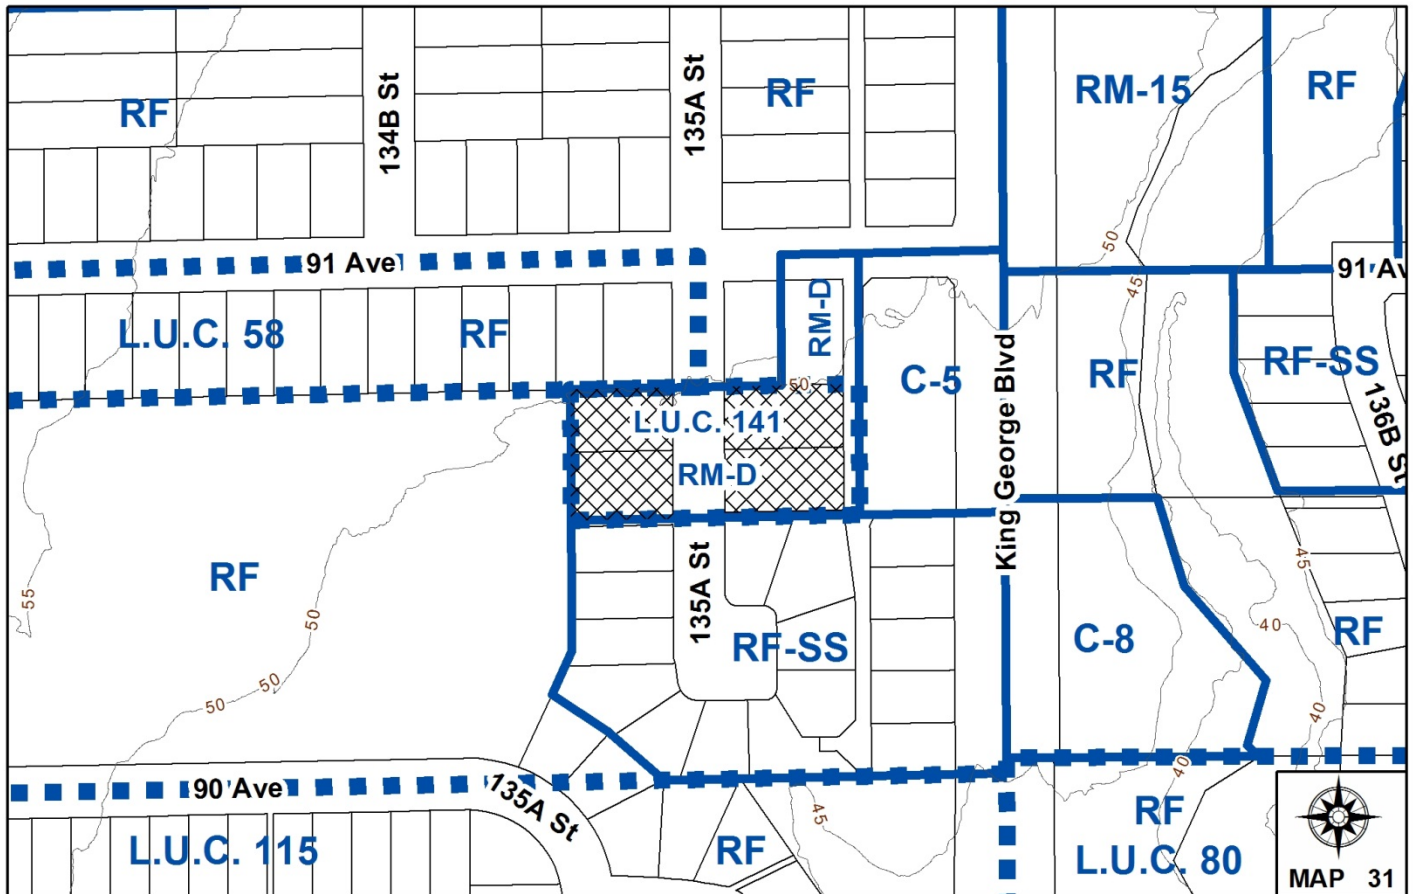 134B St
135A St
RF
RF
RM-15
RF
50
91 Ave
91 Av
45
L.U.C. 58
RF
RM-D
C-5
King George Blvd
RF
RF-SS
136B St
50
L.U.C. 141
RM-D
RF
55
50
50
50
135A St
RF-SS
C-8
45
40
RF
40
40
90 Ave
135A St
45
L.U.C. 115
RF
RF
L.U.C. 80
MAP 31